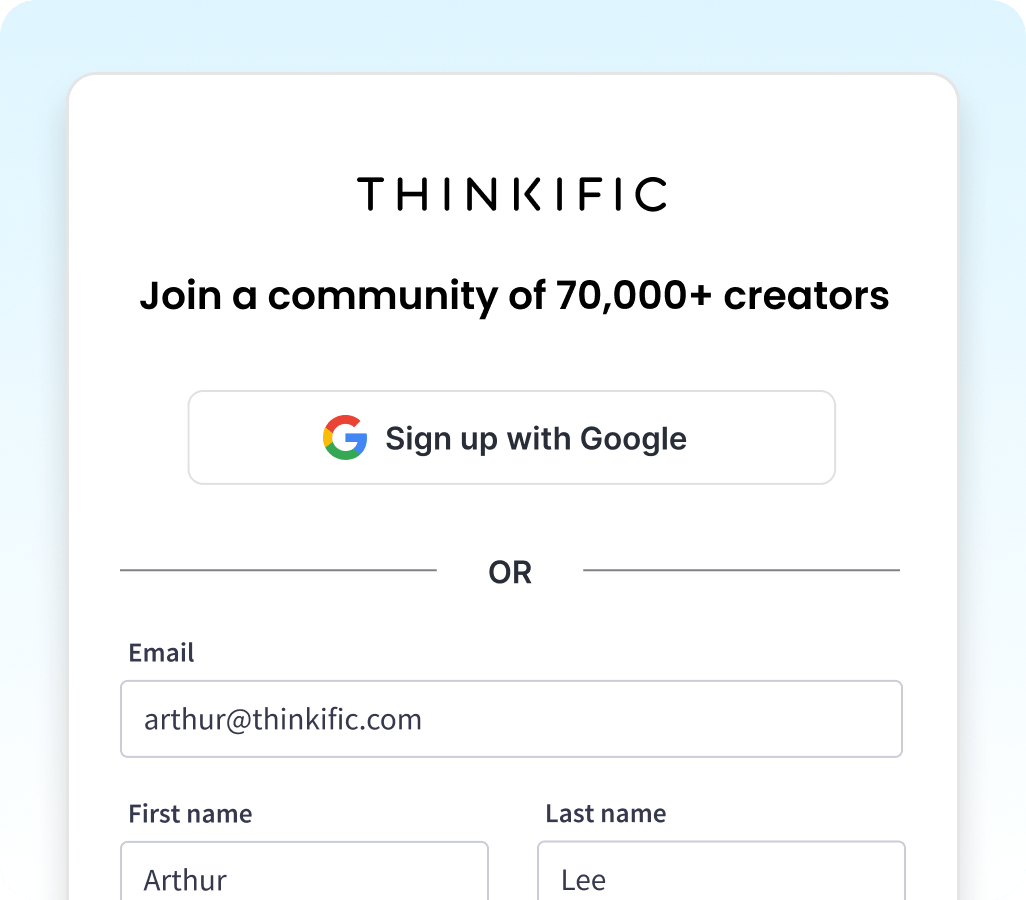 THINKIFIC
Join a community of 70,000+ creators
Sign up with Google
OR
Email
arthur@thinkific.com
First name
Last name
Arthur
Lee